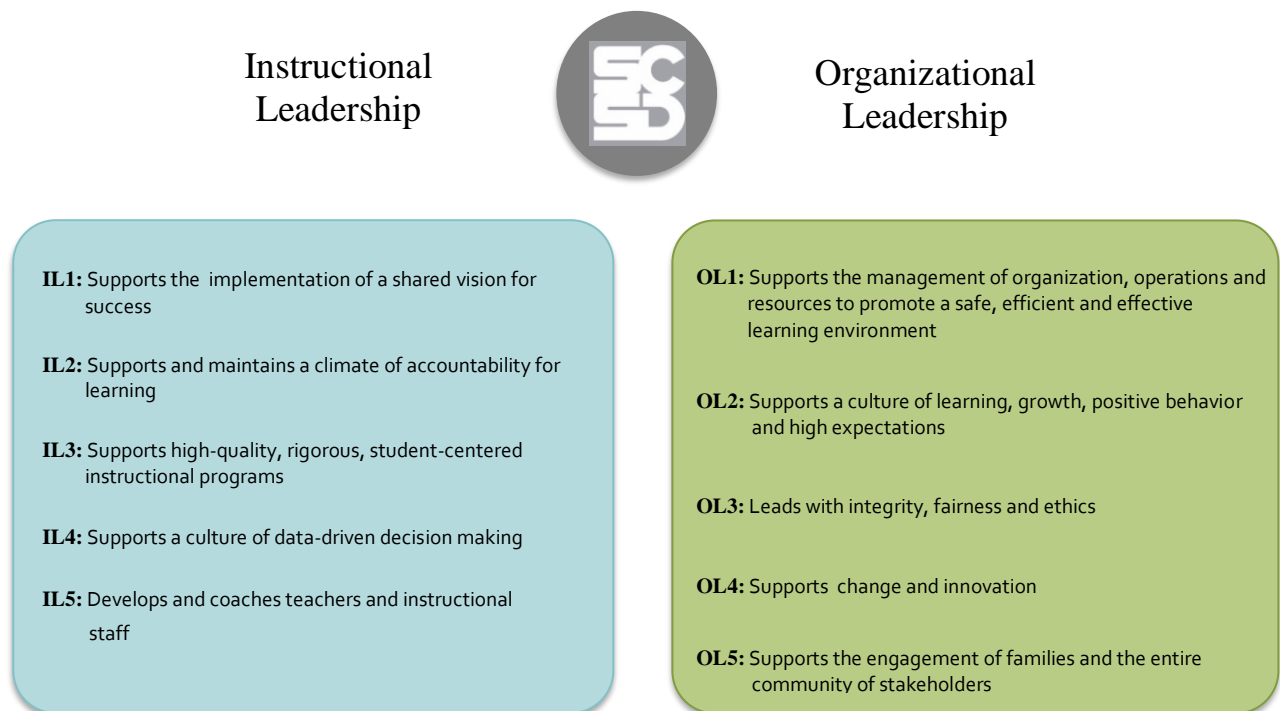 Instructional
Leadership
SC
SD
Organizational
Leadership
IL1: Supports the implementation of a shared vision for
success
IL2: Supports and maintains a climate of accountability for
learning
IL3: Supports high-quality, rigorous, student-centered
instructional programs
IL4: Supports a culture of data-driven decision making
IL5: Develops and coaches teachers and instructional
staff
OL1: Supports the management of organization, operations and
resources to promote a safe, efficient and effective
learning environment
OL2: Supports a culture of learning, growth, positive behavior
and high expectations
OL3: Leads with integrity, fairness and ethics
OL4: Supports change and innovation
OL5: Supports the engagement of families and the entire
community of stakeholders